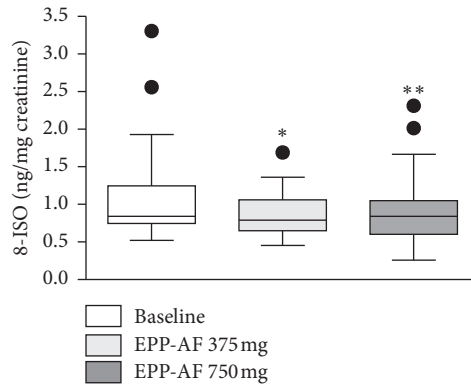 8-ISO (ng/mg creatinine)
3.5
3.0
2.5
2.0
1.5
1.0
0.5
0.0
*
**
Baseline
EPP-AF 375 mg
EPP-AF 750 mg